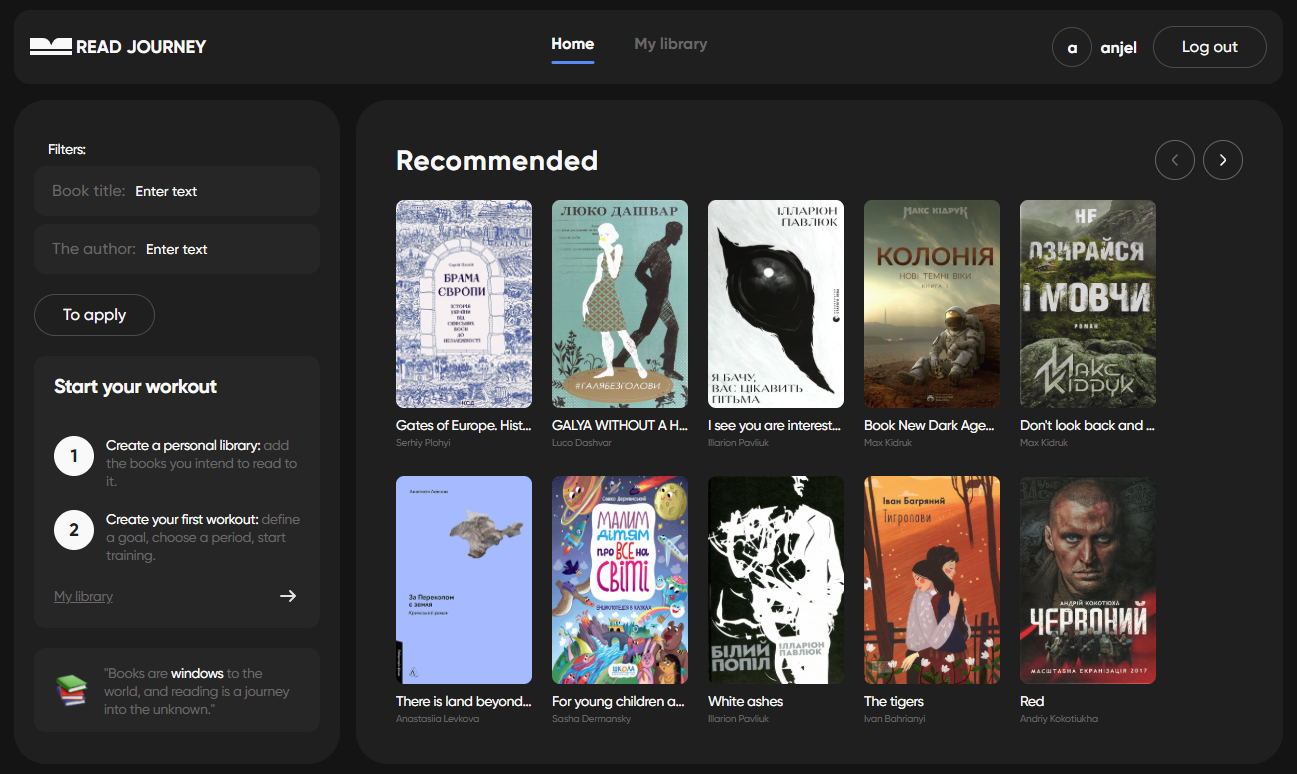 READ JOURNEY
Home
My library
a
anjel
Log out
Filters:
Book title: Enter text
The author: Enter text
To apply
Start your workout
1
Create a personal library: add
the books you intend to read to
it.
2
Create your first workout: define
a goal, choose a period, start
training.
My library
"Books are windows to the
world, and reading is a journey
into the unknown."
Recommended
Сергій Плохій
БРАМА
ЄВРОПИ
ІСТОРІЯ
УКРАЇНИ
ВІД
СКІФСЬКИХ
ВОЄН
ДО
НЕЗАЛЕЖНОСТІ
КСД
Gates of Europe. Hist...
Serhiy Plohyi
ЛЮКО ДАШВАР
#ГАЛЯБЕЗГОЛОВИ
GALYA WITHOUT A H...
Luco Dashvar
ІЛЛАРІОН
ПАВЛЮК
Я БАЧУ,
ВАС ЦІКАВИТЬ
ПІТЬМА
I see you are interest...
Illarion Pavliuk
МАКС КІДРУК
КОЛОНІЯ
НОВІ ТЕМНІ ВІКИ
КНИГА 1
Book New Dark Age...
Max Kidruk
НЕ
ОЗИРАЙСЯ
І МОВЧИ
РОМАН
Макс
Кідрук
Don't look back and ...
Max Kidruk
Анастасія Левкова
За Перекопом
є земля
Кримський роман
There is land beyond...
Anastasiia Levkova
Сашко Дерманський
МАЛИМ
ДІТЯМ
про ВСЕ на
СВІТІ
ЕНЦИКЛОПЕДІЯ В КАЗКАХ
ШКОЛА
For young children a...
Sasha Dermansky
БІЛИЙ
ПОПІЛ
ІЛЛАРІОН
ПАВЛЮК
White ashes
Illarion Pavliuk
Іван Багряний
Тигролови
The tigers
Ivan Bahrianyi
АНДРІЙ КОКОТЮХА
ЧЕРВОНИЙ
МАСШТАБНА ЕКРАНІЗАЦІЯ 2017
Red
Andriy Kokotiukha